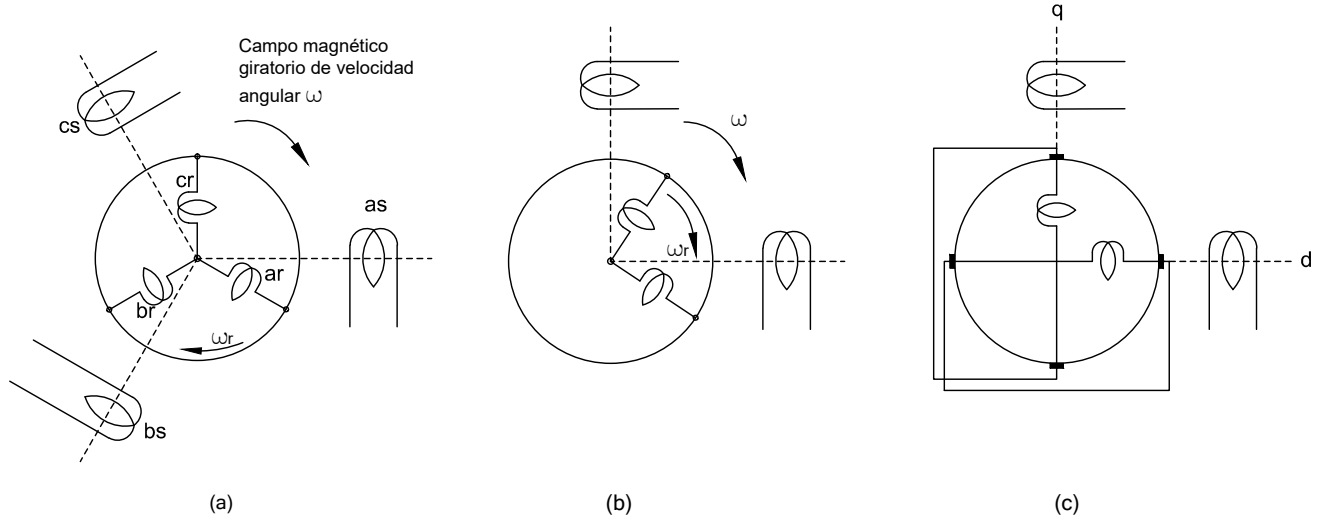 Campo magnético
giratorio de velocidad
angular ω
cs
cr
as
ar
br
ωr
bs
(a)
ω
ωr
(b)
q
d
(c)